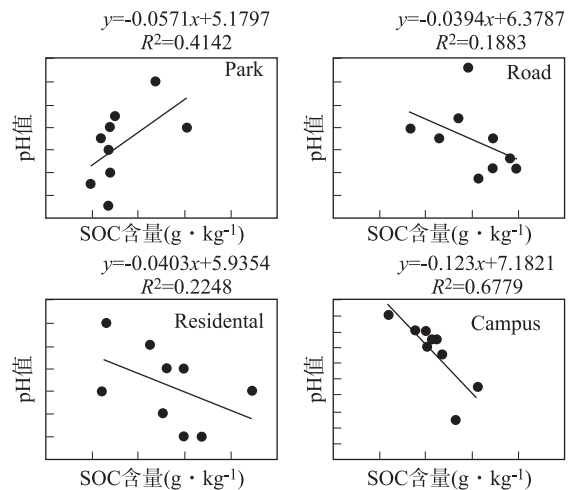 y=-0.0571x+5.1797
R²=0.4142
Park
pH值
SOC含量(g·kg⁻¹)
y=-0.0394x+6.3787
R²=0.1883
Road
pH值
SOC含量(g·kg⁻¹)
y=-0.0403x+5.9354
R²=0.2248
Residental
pH值
SOC含量(g·kg⁻¹)
y=-0.123x+7.1821
R²=0.6779
Campus
pH值
SOC含量(g·kg⁻¹)